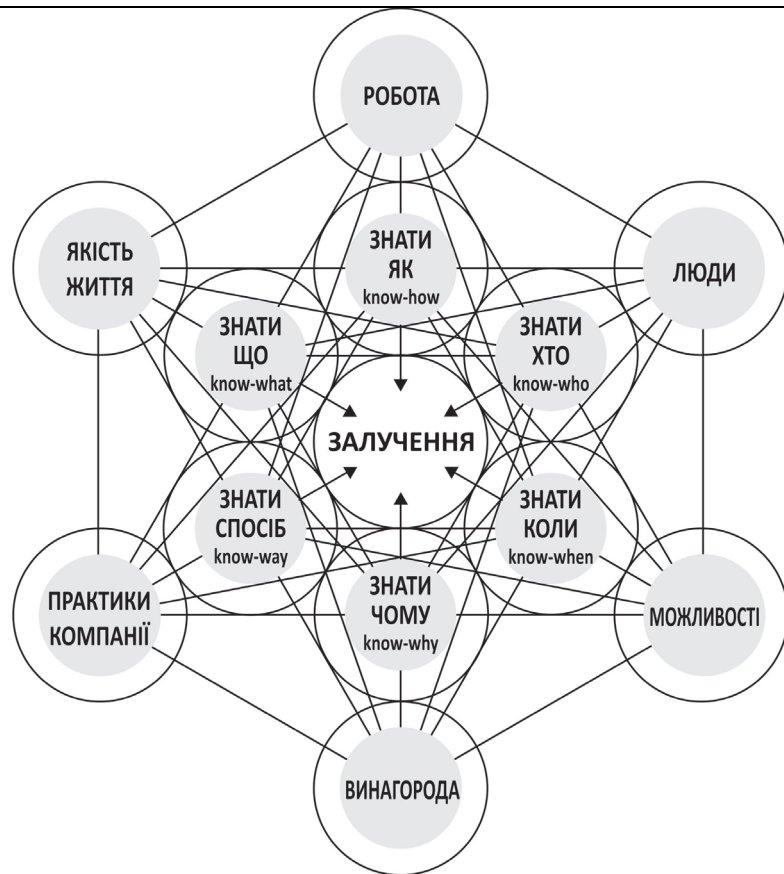 РОБОТА
ЯКІСТЬ
ЖИТТЯ
ЗНАТИ
ЯК
know-how
ЛЮДИ
ЗНАТИ
ЩО
know-what
ЗНАТИ
ХТО
know-who
ЗАЛУЧЕННЯ
ЗНАТИ
СПОСІБ
know-way
ЗНАТИ
КОЛИ
know-when
ПРАКТИКИ
КОМПАНІЇ
ЗНАТИ
ЧОМУ
know-why
МОЖЛИВОСТІ
ВИНАГОРОДА